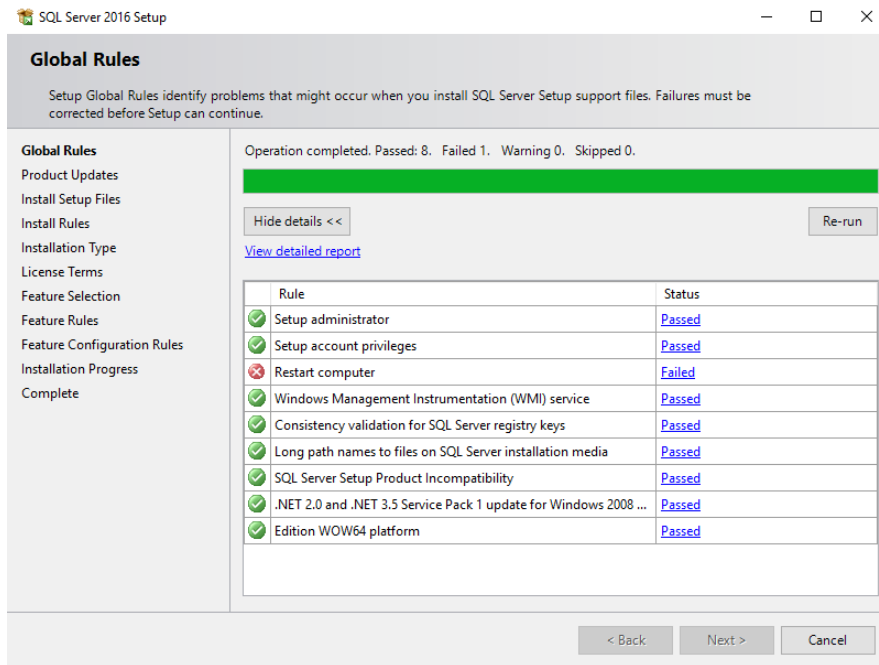 SQL Server 2016 Setup
Global Rules
Setup Global Rules identify problems that might occur when you install SQL Server Setup support files. Failures must be
corrected before Setup can continue.
Global Rules
Product Updates
Install Setup Files
Install Rules
Installation Type
License Terms
Feature Selection
Feature Rules
Feature Configuration Rules
Installation Progress
Complete
Operation completed. Passed: 8. Failed 1. Warning 0. Skipped 0.
Hide details <<
Re-run
View detailed report
Rule Status
Setup administrator Passed
Setup account privileges Passed
Restart computer Failed
Windows Management Instrumentation (WMI) service Passed
Consistency validation for SQL Server registry keys Passed
Long path names to files on SQL Server installation media Passed
SQL Server Setup Product Incompatibility Passed
.NET 2.0 and .NET 3.5 Service Pack 1 update for Windows 2008 ... Passed
Edition WOW64 platform Passed
< Back Next > Cancel